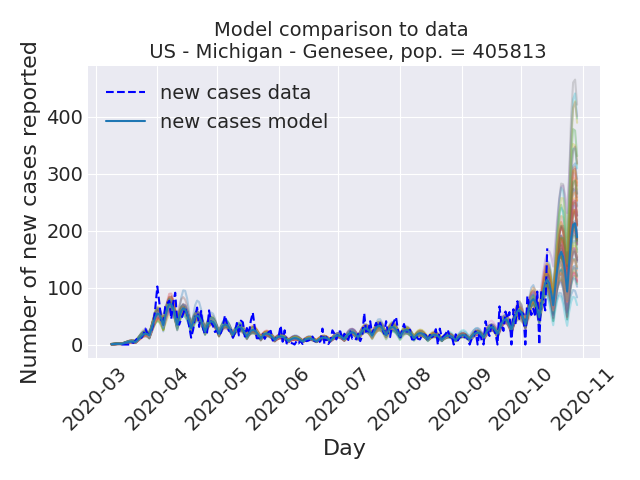 Model comparison to data
US - Michigan - Genesee, pop. = 405813
Number of new cases reported
new cases data
new cases model
400
300
200
100
0
2020-03
2020-04
2020-05
2020-06
2020-07
2020-08
2020-09
2020-10
2020-11
Day